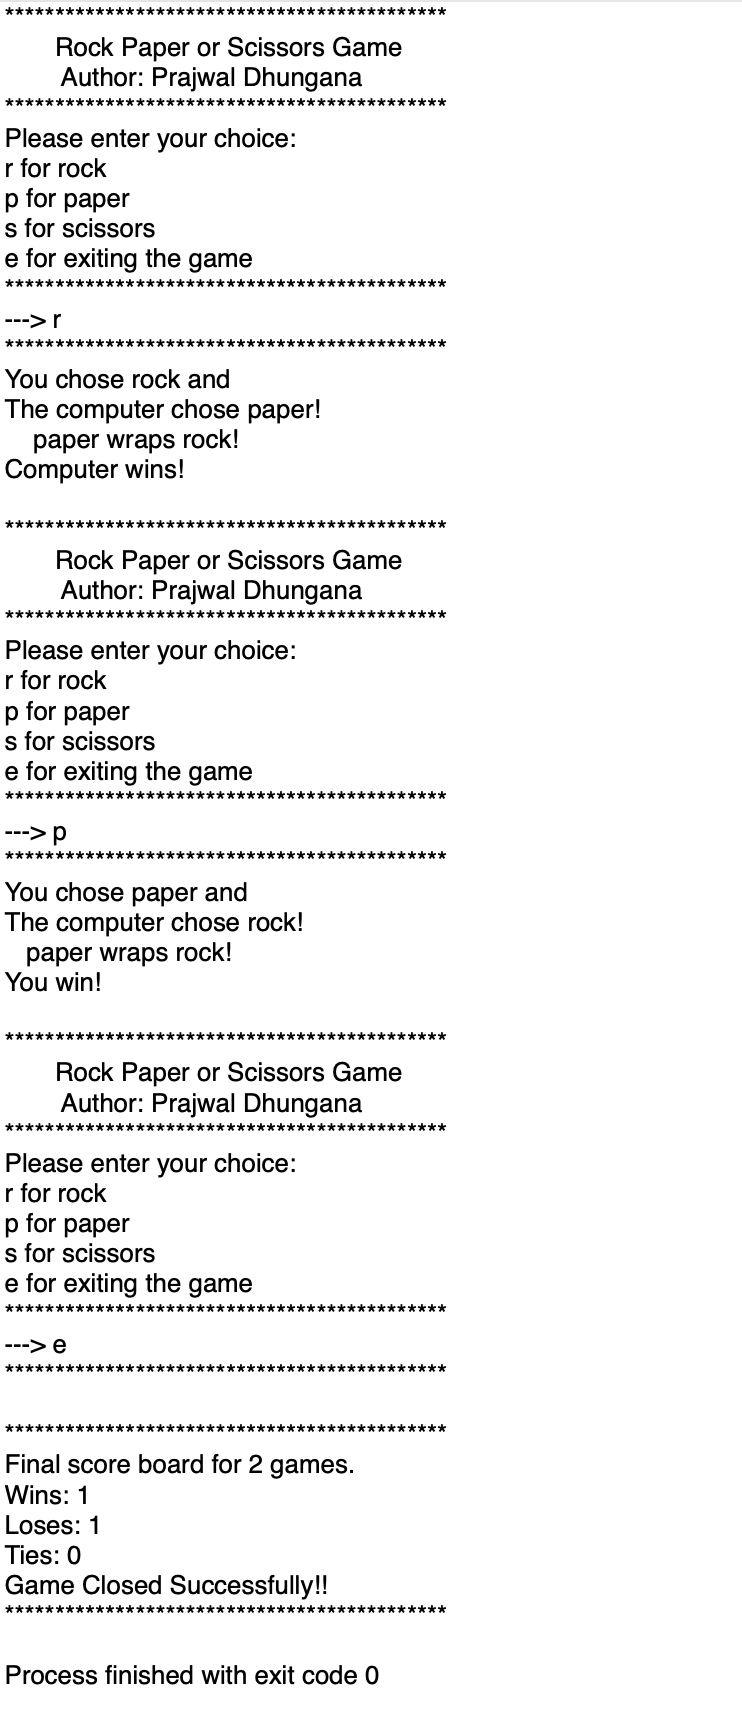 ********************************************
Rock Paper or Scissors Game
Author: Prajwal Dhungana
********************************************
Please enter your choice:
r for rock
p for paper
s for scissors
e for exiting the game
********************************************
---> r
********************************************
You chose rock and
The computer chose paper!
paper wraps rock!
Computer wins!
********************************************
Rock Paper or Scissors Game
Author: Prajwal Dhungana
********************************************
Please enter your choice:
r for rock
p for paper
s for scissors
e for exiting the game
********************************************
---> p
********************************************
You chose paper and
The computer chose rock!
paper wraps rock!
You win!
********************************************
Rock Paper or Scissors Game
Author: Prajwal Dhungana
********************************************
Please enter your choice:
r for rock
p for paper
s for scissors
e for exiting the game
********************************************
---> e
********************************************
********************************************
Final score board for 2 games.
Wins: 1
Loses: 1
Ties: 0
Game Closed Successfully!!
********************************************
Process finished with exit code 0